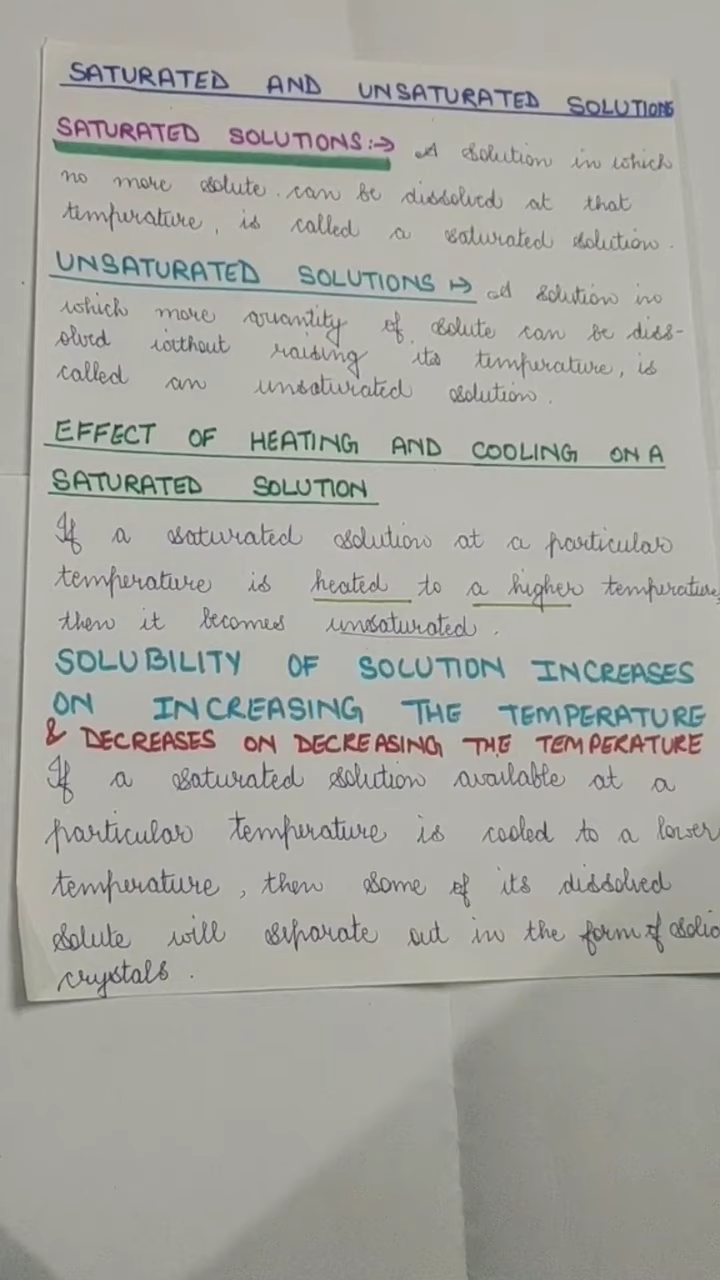 SATURATED AND UNSATURATED SOLUTIONS
SATURATED SOLUTIONS:→ A solution in which
no more solute can be dissolved at that
temperature, is called a saturated solution.
UNSATURATED SOLUTIONS → A solution in
which more quantity of solute can be diss-
olved without raising its temperature, is
called an unsaturated solution.
EFFECT OF HEATING AND COOLING ON A
SATURATED SOLUTION
If a saturated solution at a particular
temperature is heated to a higher temperature,
then it becomes unsaturated.
SOLUBILITY OF SOLUTION INCREASES
ON INCREASING THE TEMPERATURE
& DECREASES ON DECREASING THE TEMPERATURE
If a saturated solution available at a
particular temperature is cooled to a lower
temperature, then some of its dissolved
solute will separate out in the form of solid
crystals.